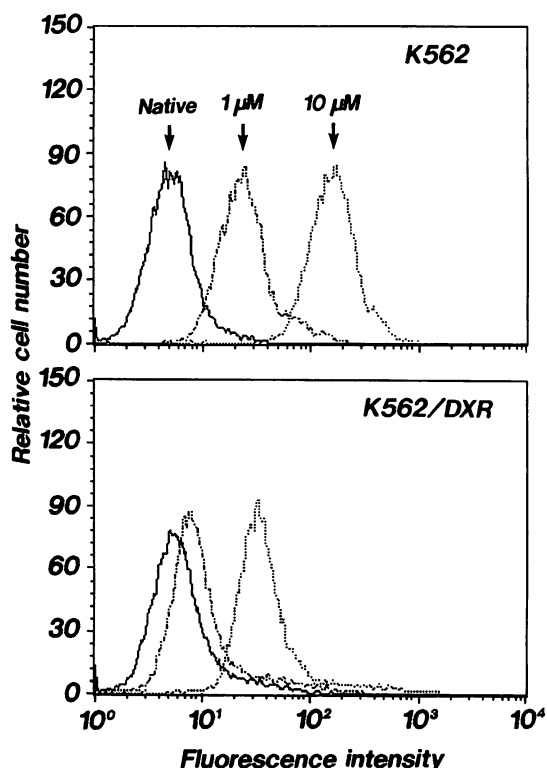 150
120
90
60
30
0
K562
Native
1 μM
10 μM
Relative cell number
150
120
90
60
30
0
K562/DXR
10⁰
10¹
10²
10³
10⁴
Fluorescence intensity